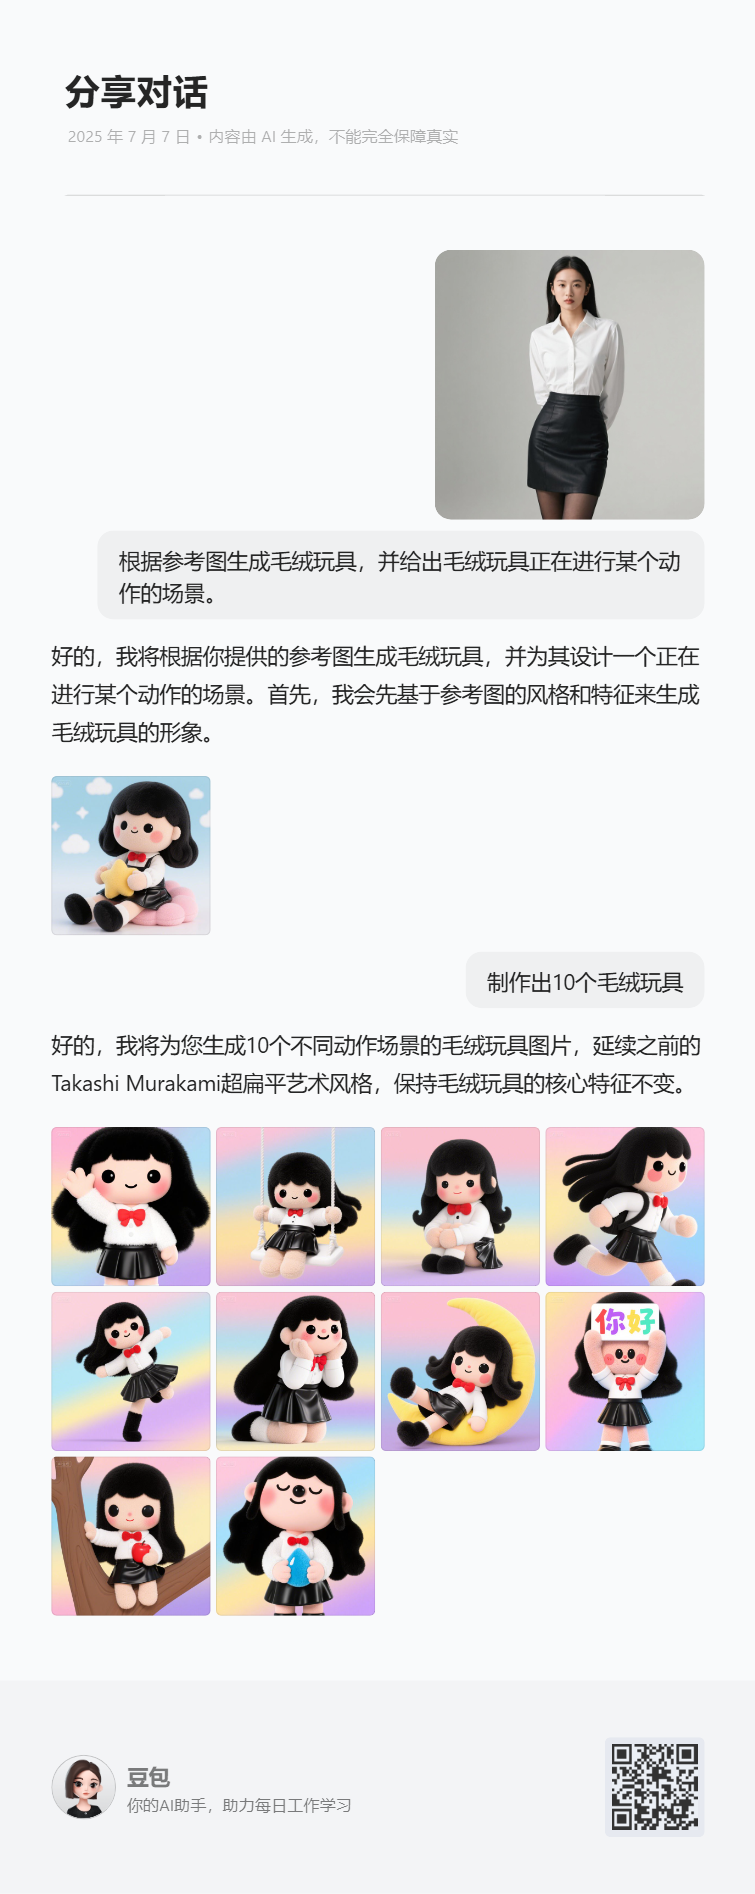 分享对话
2025 年 7 月 7 日 • 内容由 AI 生成，不能完全保障真实
根据参考图生成毛绒玩具，并给出毛绒玩具正在进行某个动
作的场景。
好的，我将根据你提供的参考图生成毛绒玩具，并为其设计一个正在
进行某个动作的场景。首先，我会先基于参考图的风格和特征来生成
毛绒玩具的形象。
制作出10个毛绒玩具
好的，我将为您生成10个不同动作场景的毛绒玩具图片，延续之前的
Takashi Murakami超扁平艺术风格，保持毛绒玩具的核心特征不变。
你好
豆包
你的AI助手，助力每日工作学习